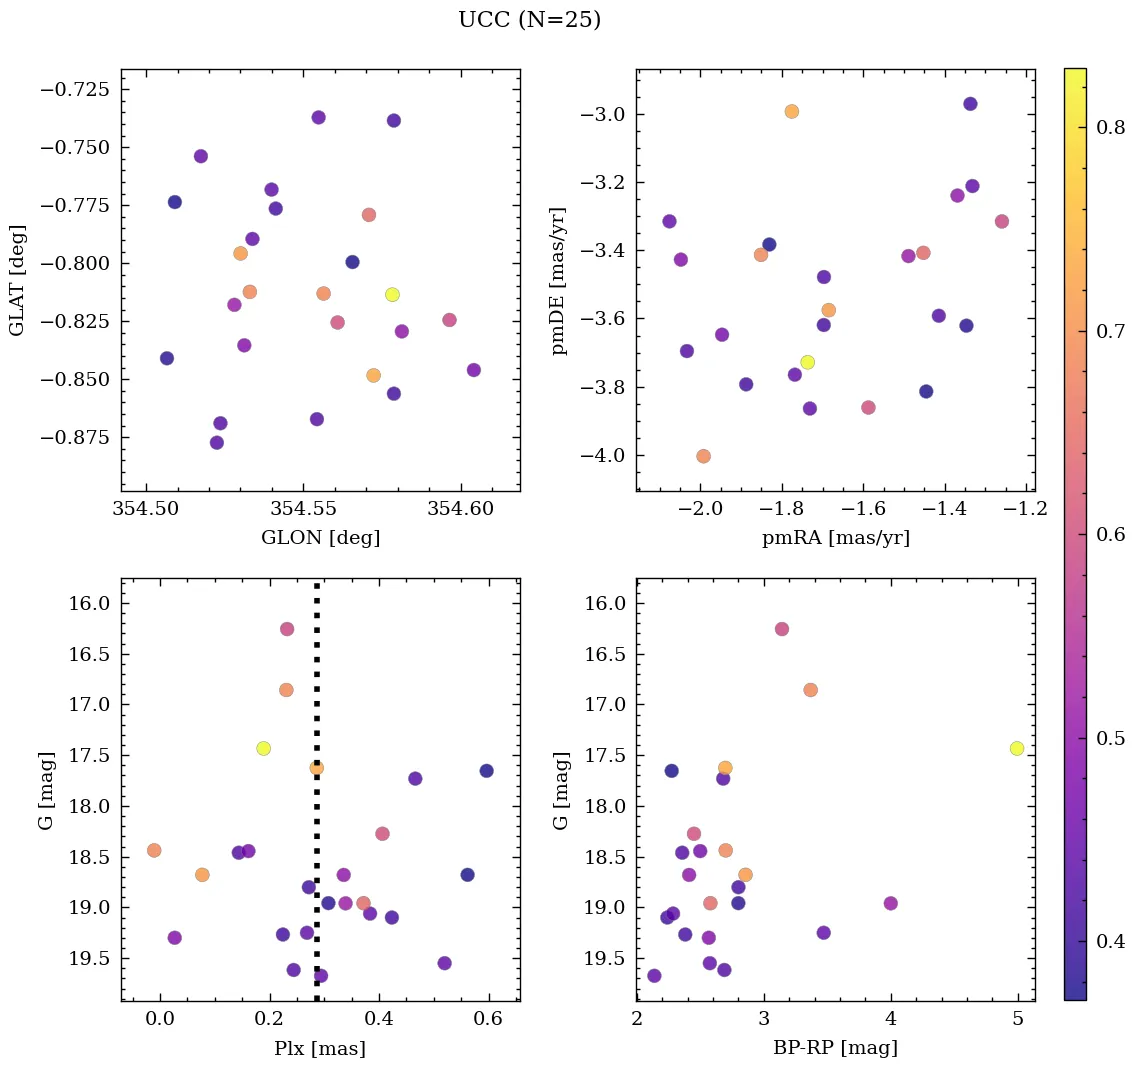 UCC (N=25)
−0.725
−0.750
−0.775
−0.800
−0.825
−0.850
−0.875
GLAT [deg]
354.50 354.55 354.60
GLON [deg]
−3.0
−3.2
−3.4
−3.6
−3.8
−4.0
pmDE [mas/yr]
−2.0 −1.8 −1.6 −1.4 −1.2
pmRA [mas/yr]
16.0
16.5
17.0
17.5
18.0
18.5
19.0
19.5
G [mag]
0.0 0.2 0.4 0.6
Plx [mas]
16.0
16.5
17.0
17.5
18.0
18.5
19.0
19.5
G [mag]
2 3 4 5
BP-RP [mag]
0.8
0.7
0.6
0.5
0.4